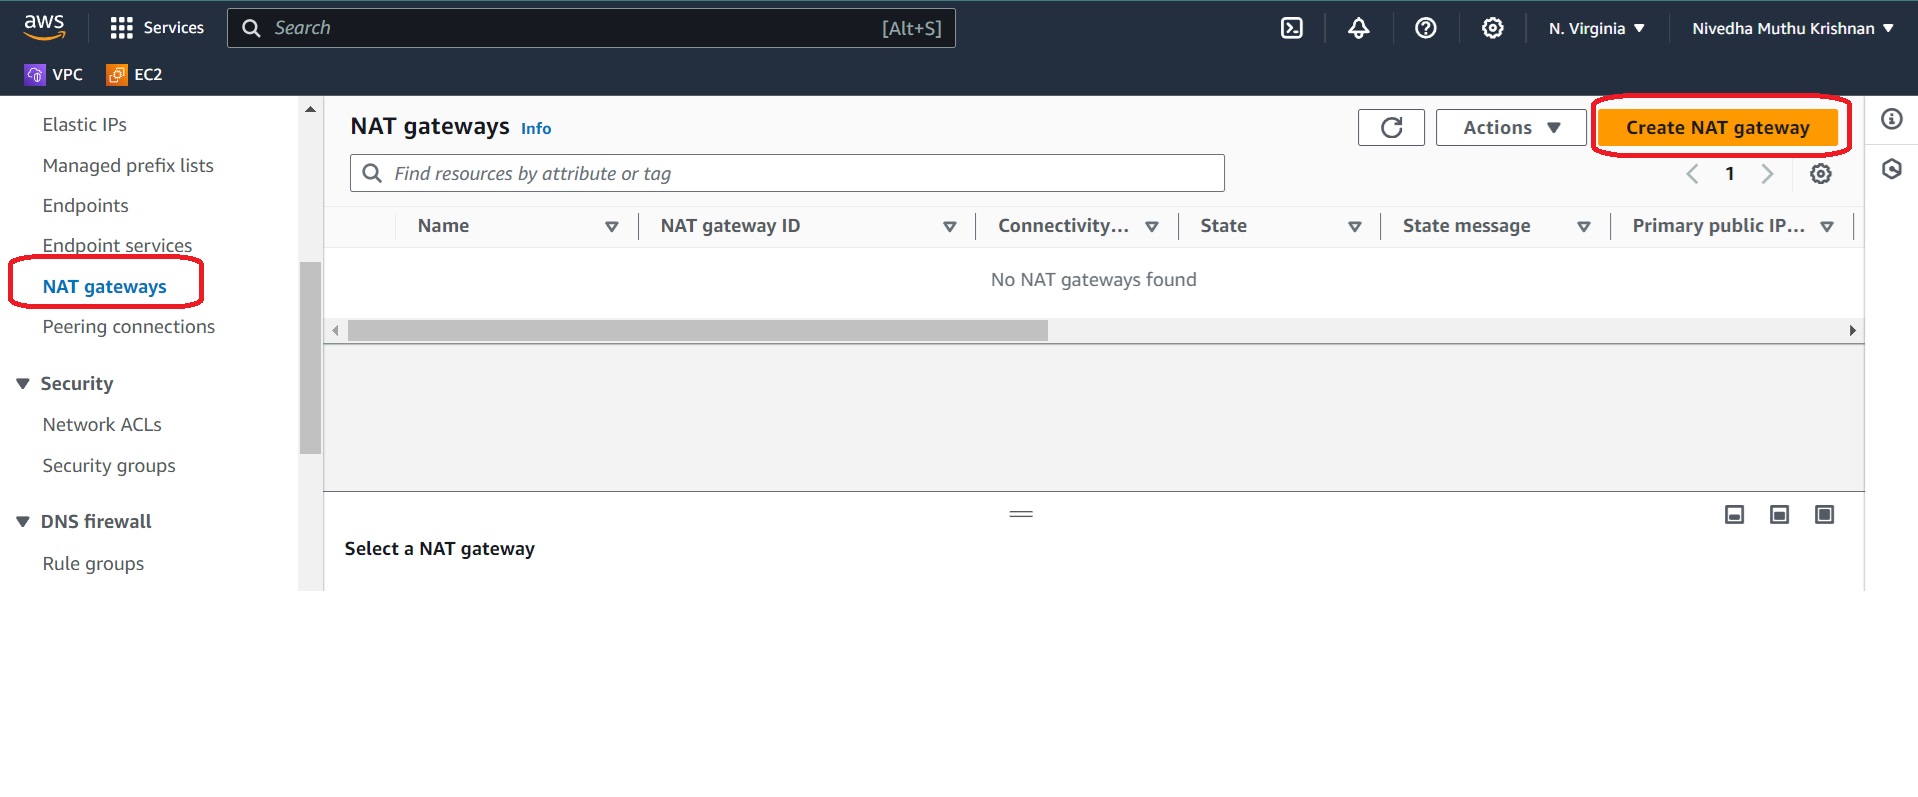 aws Services Search [Alt+S] N. Virginia Nivedha Muthu Krishnan
VPC EC2
Elastic IPs
Managed prefix lists
Endpoints
Endpoint services
NAT gateways
Peering connections
Security
Network ACLs
Security groups
DNS firewall
Rule groups
NAT gateways Info Actions Create NAT gateway
Find resources by attribute or tag 1
Name NAT gateway ID Connectivity... State State message Primary public IP...
No NAT gateways found
Select a NAT gateway